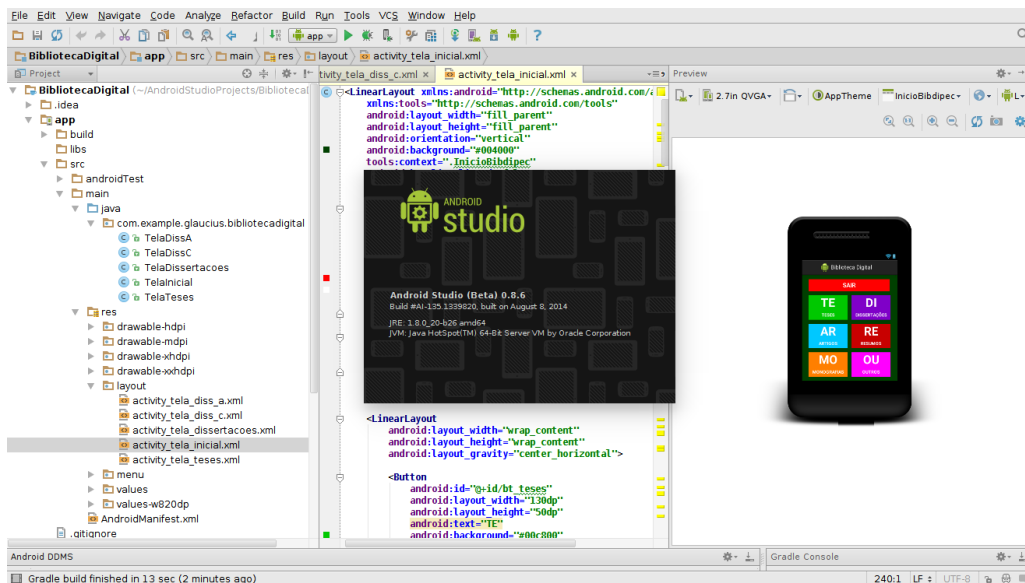 File Edit View Navigate Code Analyze Refactor Build Run Tools VCS Window Help
app
BibliotecaDigital app src main res layout activity_tela_inicial.xml
Project
BibliotecaDigital (~/AndroidStudioProjects/Bibliotecal
.idea
app
build
libs
src
androidTest
main
java
com.example.glaucius.bibliotecadigital
TelaDissA
TelaDissC
TelaDissertacoes
TelaInicial
TelaTeses
res
drawable-hdpi
drawable-mdpi
drawable-xhdpi
drawable-xxhdpi
layout
activity_tela_diss_a.xml
activity_tela_diss_c.xml
activity_tela_dissertacoes.xml
activity_tela_inicial.xml
activity_tela_teses.xml
menu
values
values-w820dp
AndroidManifest.xml
.gitignore
tivity_tela_diss_c.xml activity_tela_inicial.xml
<LinearLayout xmlns:android="http://schemas.android.com/a
xmlns:tools="http://schemas.android.com/tools"
android:layout_width="fill_parent"
android:layout_height="fill_parent"
android:orientation="vertical"
android:background="#004000"
tools:context=".InicioBibdipec"
ANDROID
studio
Android Studio (Beta) 0.8.6
Build #AI-135.1339820, built on August 8, 2014
JRE: 1.8.0_20-b26 amd64
JVM: Java HotSpot(TM) 64-Bit Server VM by Oracle Corporation
<LinearLayout
android:layout_width="wrap_content"
android:layout_height="wrap_content"
android:layout_gravity="center_horizontal">
<Button
android:id="@+id/bt_teses"
android:layout_width="130dp"
android:layout_height="50dp"
android:text="TE"
android:background="#00c800"
Preview
2.7in QVGA AppTheme InicioBibdipec L
Biblioteca Digital
SAIR
TE DI
TESES DISSERTAÇÕES
AR RE
ARTIGOS RESUMOS
MO OU
MONOGRAFIAS OUTROS
Android DDMS Gradle Console
Gradle build finished in 13 sec (2 minutes ago) 240:1 LF UTF-8